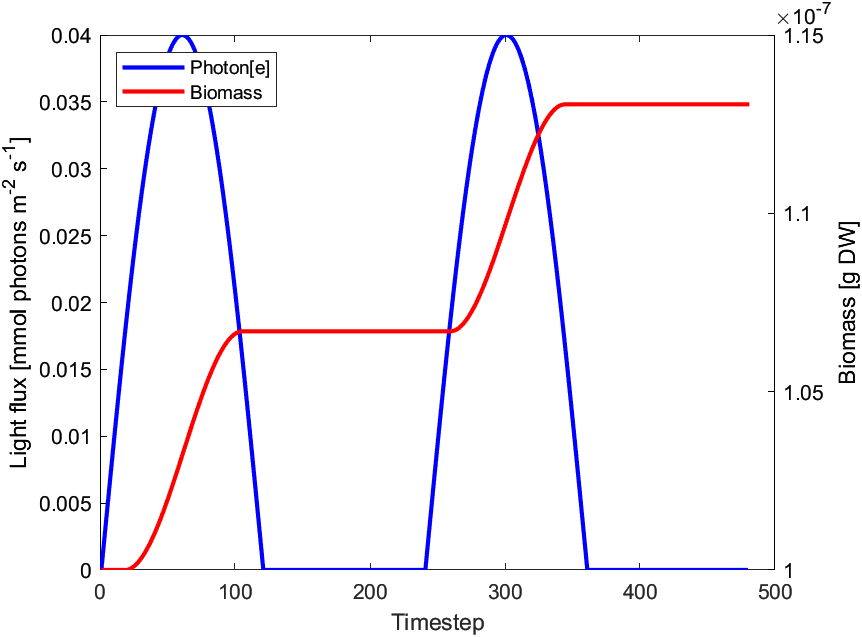 ×10⁻⁷
0.04
1.15
Photon[e]
Biomass
0.035
0.03
0.025
1.1
0.02
0.015
1.05
0.01
0.005
0
1
0 100 200 300 400 500
Timestep
Light flux [mmol photons m⁻² s⁻¹]
Biomass [g DW]